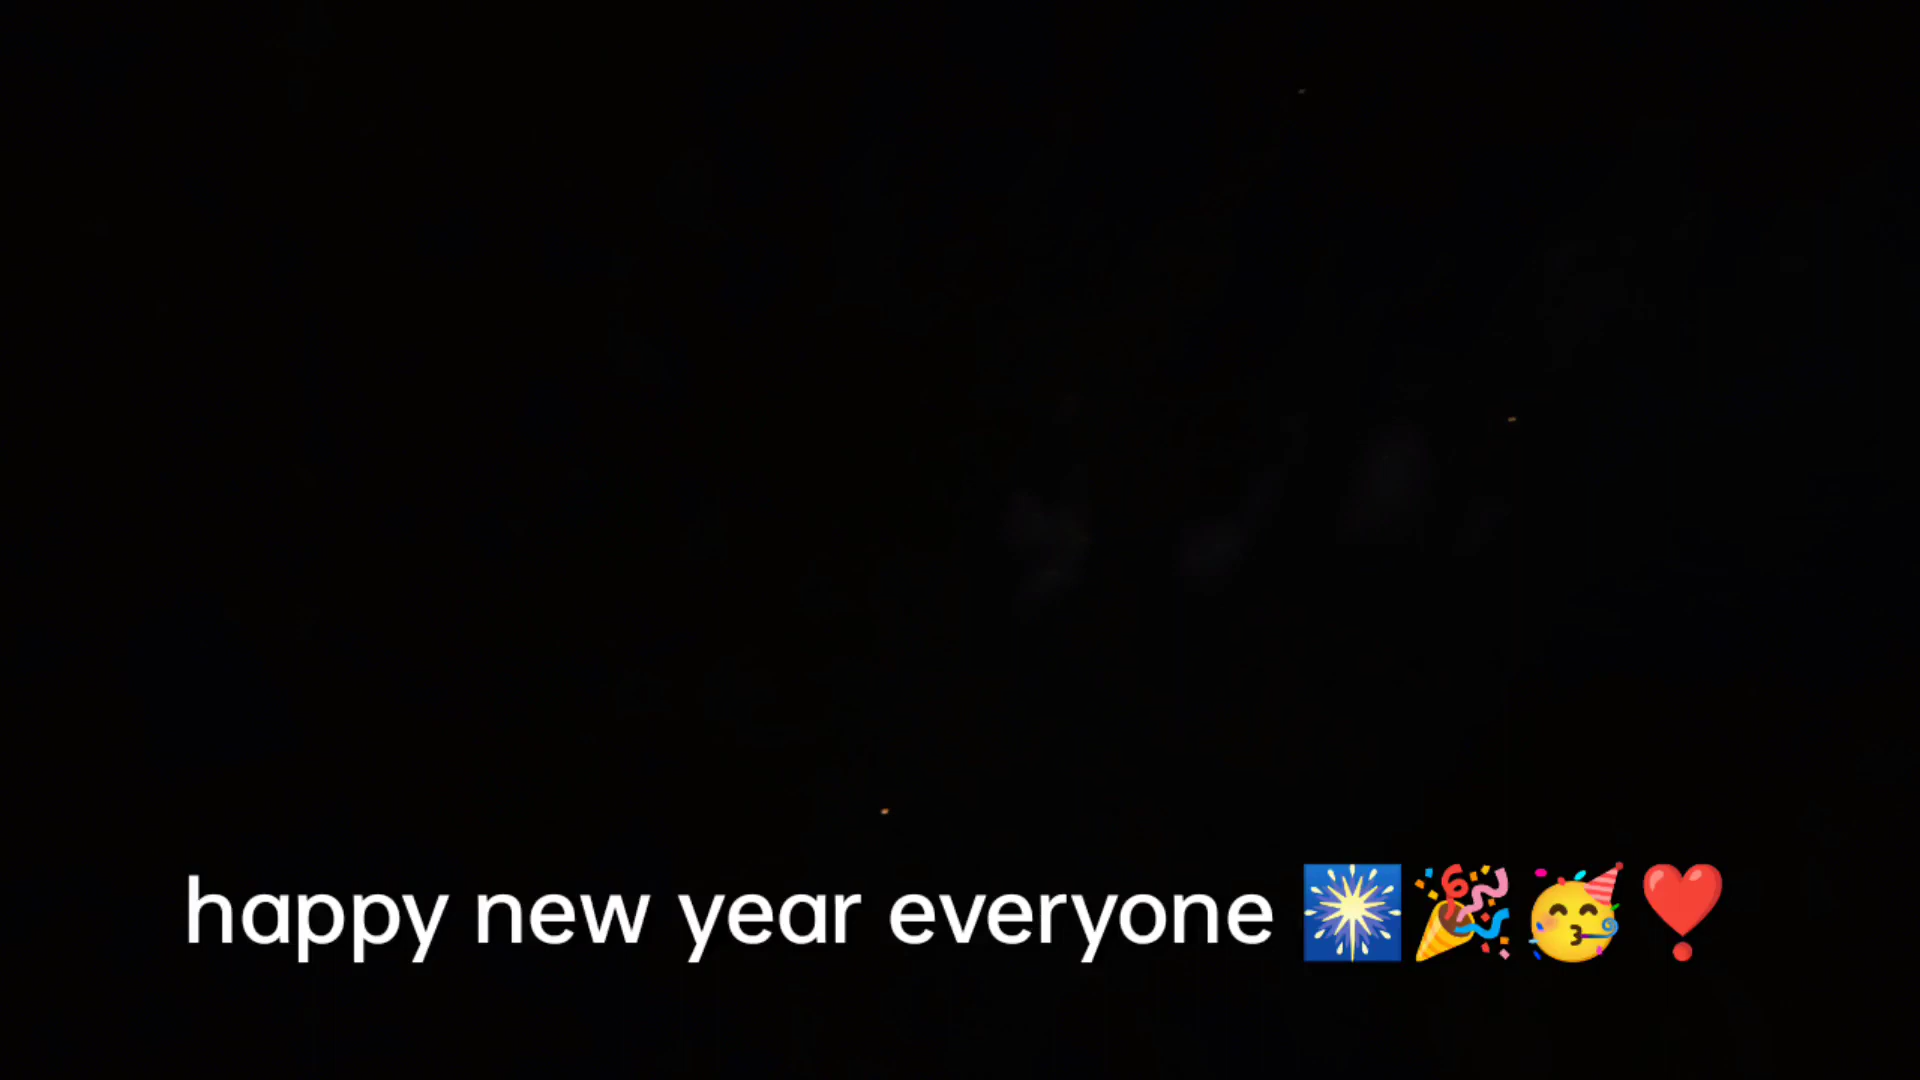 happy new year everyone 🎆🎉🥳❣️